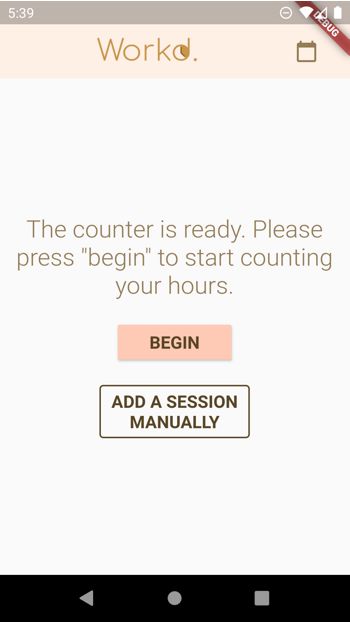 5:39
DEBUG
Workd.
The counter is ready. Please
press "begin" to start counting
your hours.
BEGIN
ADD A SESSION
MANUALLY